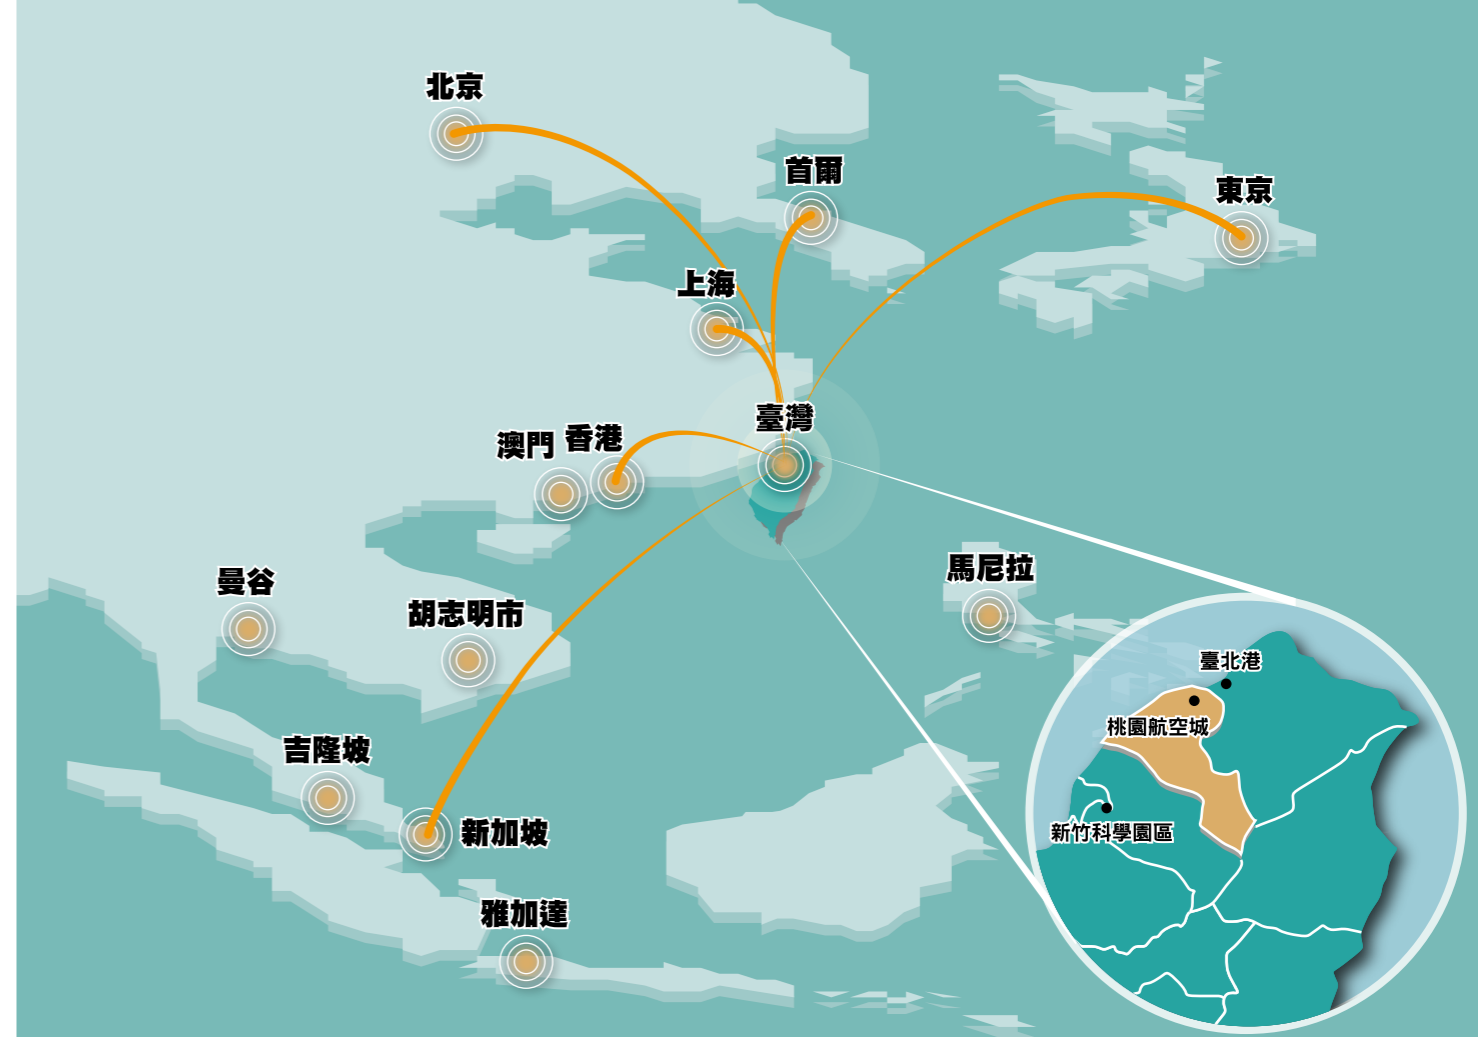 北京
首爾
東京
上海
臺灣
澳門
香港
馬尼拉
曼谷
胡志明市
吉隆坡
新加坡
雅加達
臺北港
桃園航空城
新竹科學園區